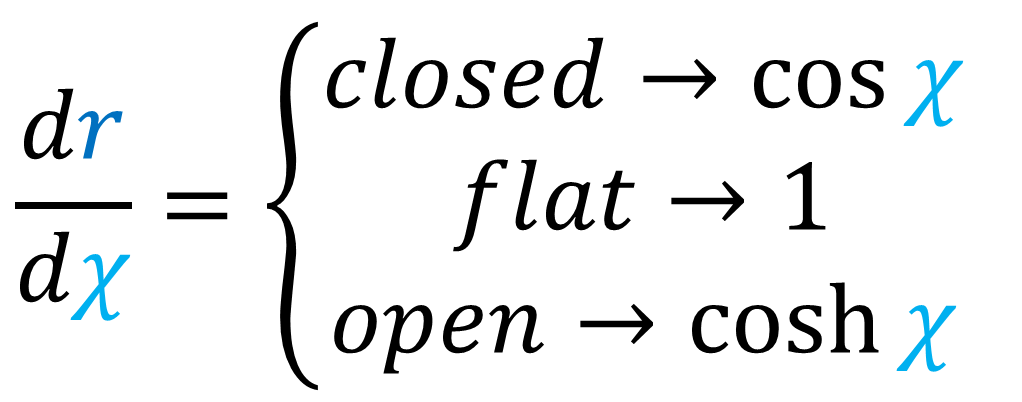 closed → cos χ
dr/dχ = { flat → 1
open → cosh χ